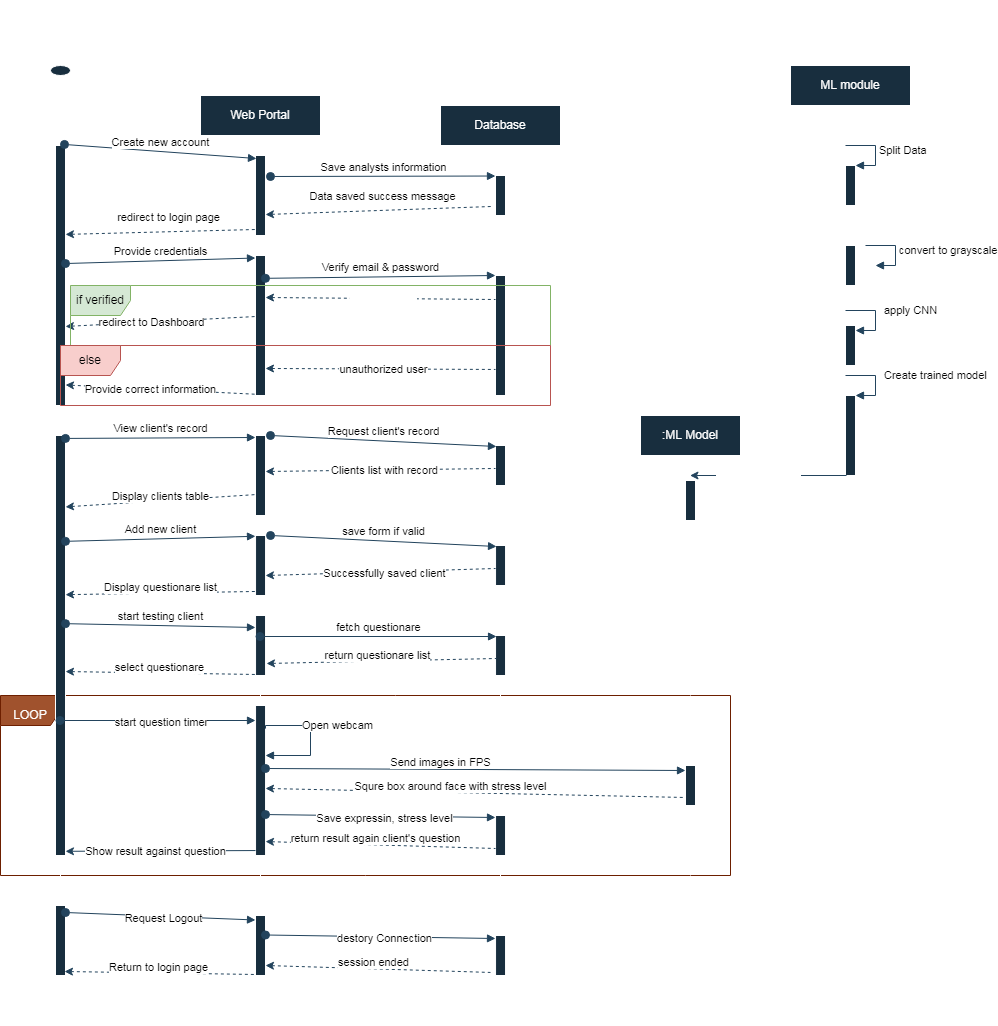 ML module
Web Portal
Database
Create new account
Split Data
Save analysts information
Data saved success message
redirect to login page
Provide credentials
convert to grayscale
Verify email & password
if verified
redirect to Dashboard
apply CNN
else
unauthorized user
Create trained model
Provide correct information
View client's record
Request client's record
:ML Model
Clients list with record
Display clients table
Add new client
save form if valid
Successfully saved client
Display questionare list
start testing client
fetch questionare
return questionare list
select questionare
LOOP
start question timer
Open webcam
Send images in FPS
Squre box around face with stress level
Save expressin, stress level
return result again client's question
Show result against question
Request Logout
destory Connection
session ended
Return to login page